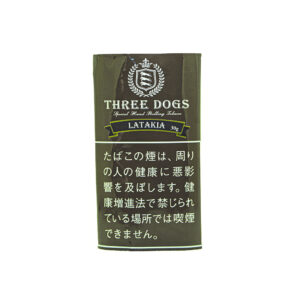 THREE DOGS
Special Hand Rolling Tobacco
LATAKIA 30g
たばこの煙は、周り
の人の健康に悪影
響を及ぼします。健
康増進法で禁じられ
ている場所では喫煙
できません。